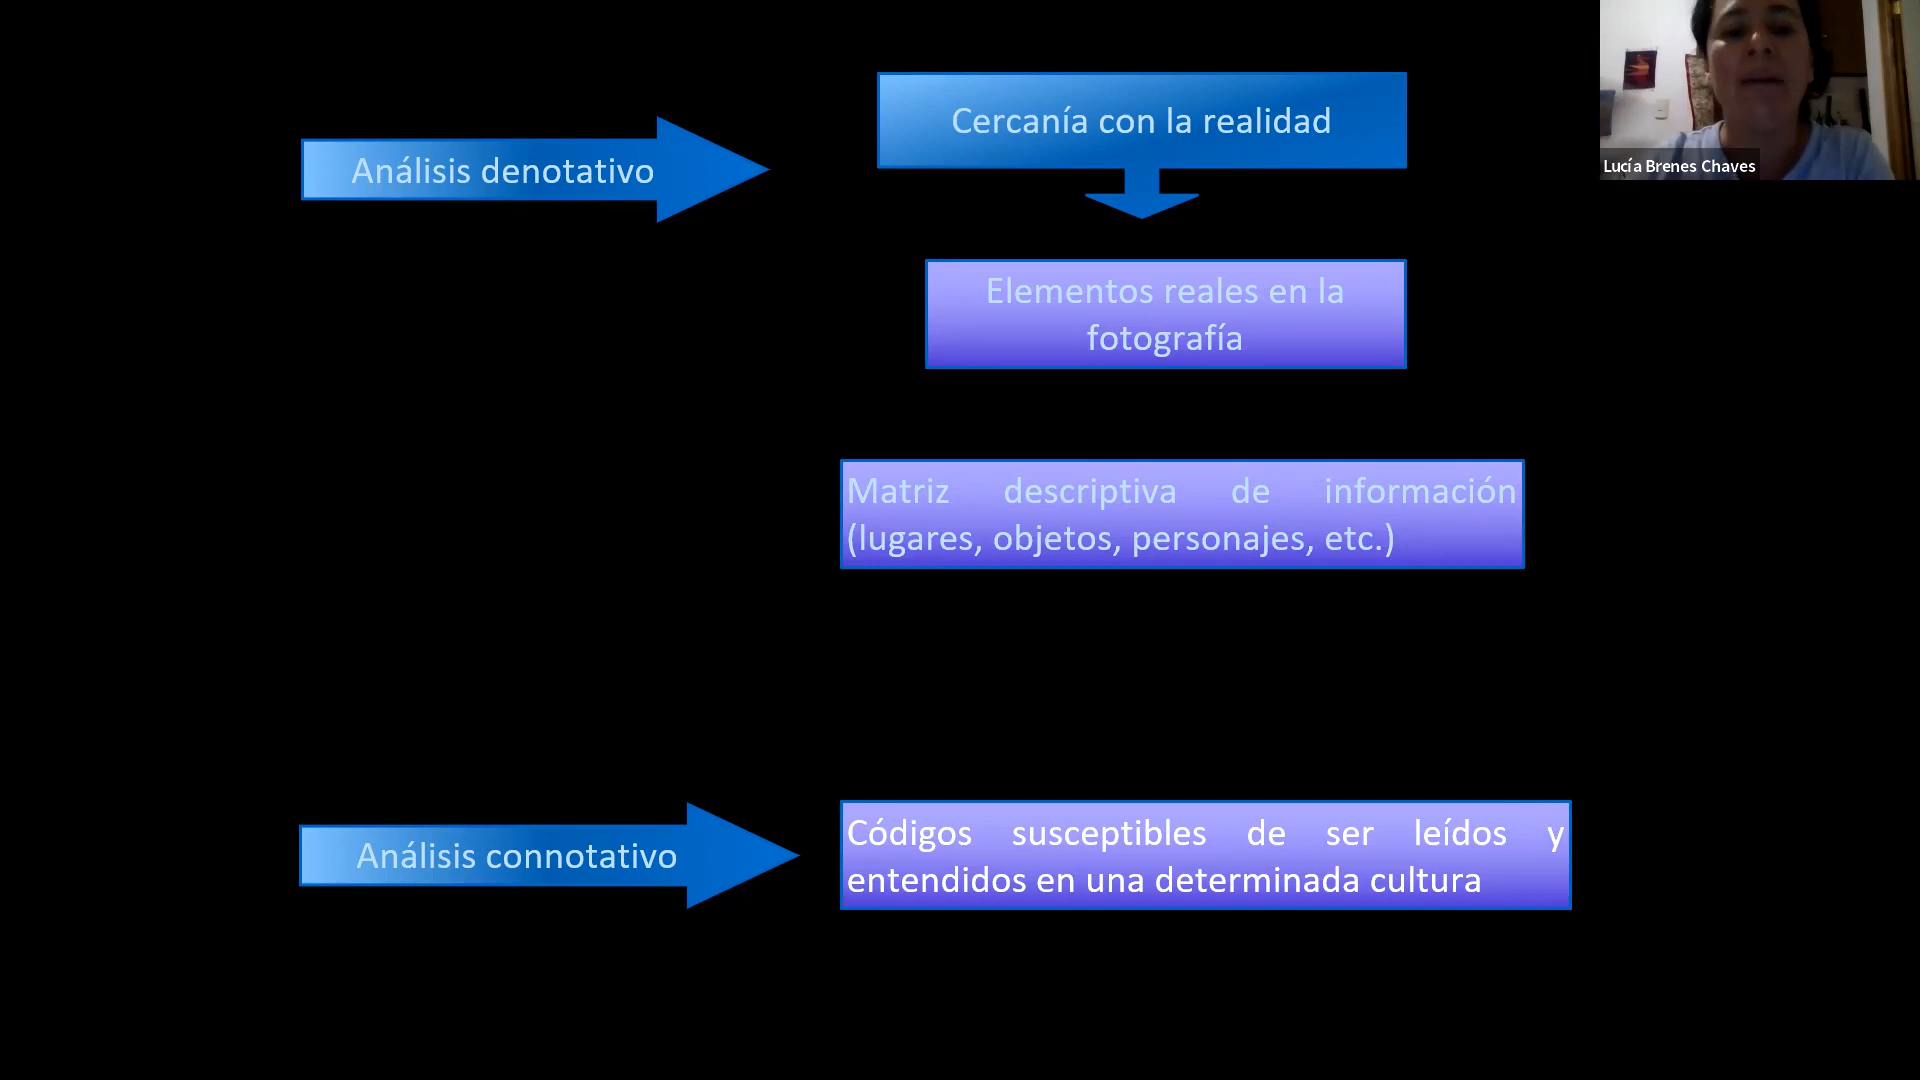 Análisis denotativo
Cercanía con la realidad
Elementos reales en la
fotografía
Matriz descriptiva de información
(lugares, objetos, personajes, etc.)
Análisis connotativo
Códigos susceptibles de ser leídos y
entendidos en una determinada cultura
Lucía Brenes Chaves